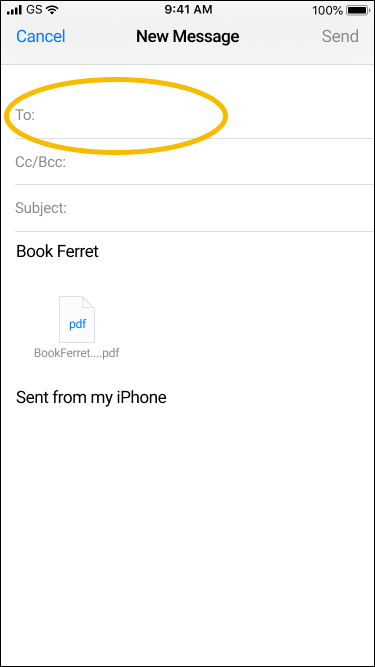 GS 9:41 AM 100%
Cancel New Message Send
To:
Cc/Bcc:
Subject:
Book Ferret
pdf
BookFerret....pdf
Sent from my iPhone